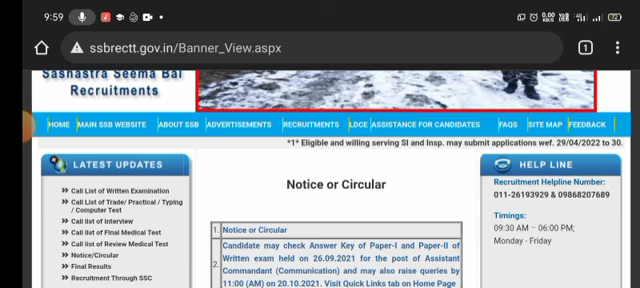 9:59
0.00
72
ssbrectt.gov.in/Banner_View.aspx
1
Sashastra Seema Bal
Recruitments
HOME MAIN SSB WEBSITE ABOUT SSB ADVERTISEMENTS RECRUITMENTS LDCE ASSISTANCE FOR CANDIDATES FAQS SITE MAP FEEDBACK
*1* Eligible and willing serving SI and Insp. may submit applications wef. 29/04/2022 to 30.
LATEST UPDATES
Call List of Written Examination
Call List of Trade/ Practical / Typing
/ Computer Test
Call list of Interview
Call List of Final Medical Test
Call list of Review Medical Test
Notice/Circular
Final Results
Recruitment Through SSC
Notice or Circular
1. Notice or Circular
2. Candidate may check Answer Key of Paper-I and Paper-II of
Written exam held on 26.09.2021 for the post of Assistant
Commandant (Communication) and may also raise queries by
11:00 (AM) on 20.10.2021. Visit Quick Links tab on Home Page
HELP LINE
Recruitment Helpline Number:
011-26193929 & 09868207689
Timings:
09:30 AM – 06:00 PM;
Monday - Friday